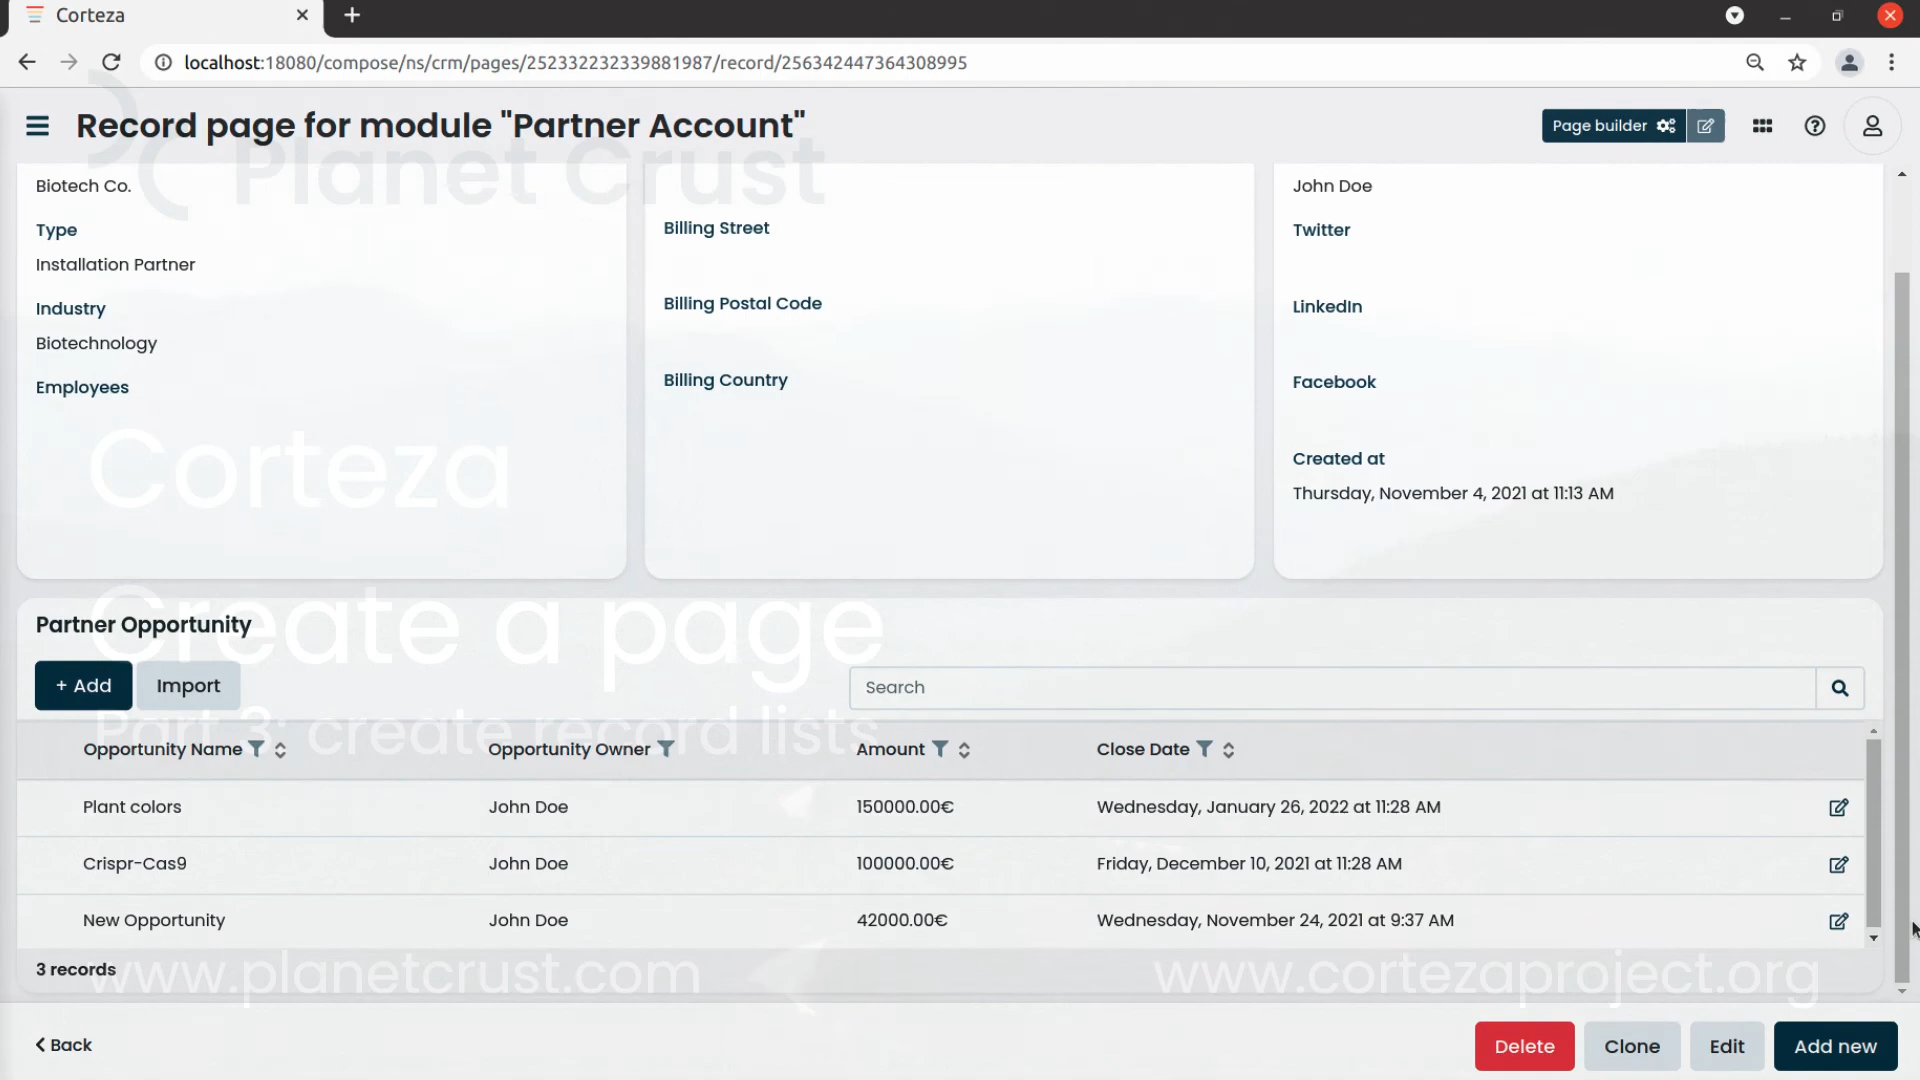 Corteza
localhost:18080/compose/ns/crm/pages/252332232339881987/record/256342447364308995
Record page for module "Partner Account"
Page builder
Planet Crust
Biotech Co.
Type
Installation Partner
Industry
Biotechnology
Employees
Billing Street
Billing Postal Code
Billing Country
John Doe
Twitter
LinkedIn
Facebook
Created at
Thursday, November 4, 2021 at 11:13 AM
Corteza
Create a page
Part 3: create record lists
Partner Opportunity
+ Add Import Search
Opportunity Name Opportunity Owner Amount Close Date
Plant colors John Doe 150000.00€ Wednesday, January 26, 2022 at 11:28 AM
Crispr-Cas9 John Doe 100000.00€ Friday, December 10, 2021 at 11:28 AM
New Opportunity John Doe 42000.00€ Wednesday, November 24, 2021 at 9:37 AM
3 records
www.planetcrust.com www.cortezaproject.org
Back Delete Clone Edit Add new